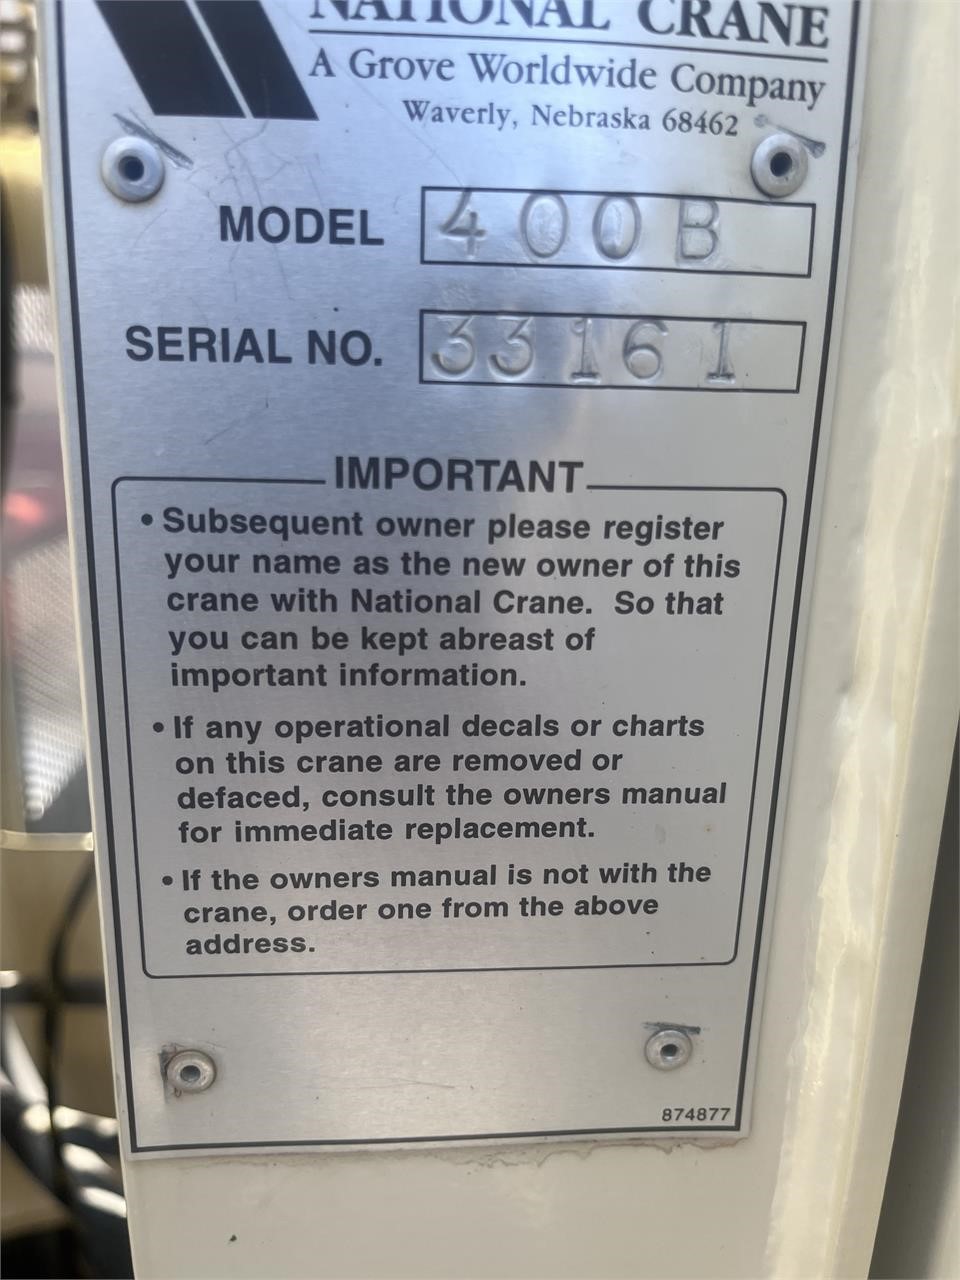 NATIONAL CRANE
A Grove Worldwide Company
Waverly, Nebraska 68462
MODEL 400B
SERIAL NO. 33161
IMPORTANT
• Subsequent owner please register
your name as the new owner of this
crane with National Crane. So that
you can be kept abreast of
important information.
• If any operational decals or charts
on this crane are removed or
defaced, consult the owners manual
for immediate replacement.
• If the owners manual is not with the
crane, order one from the above
address.
874877